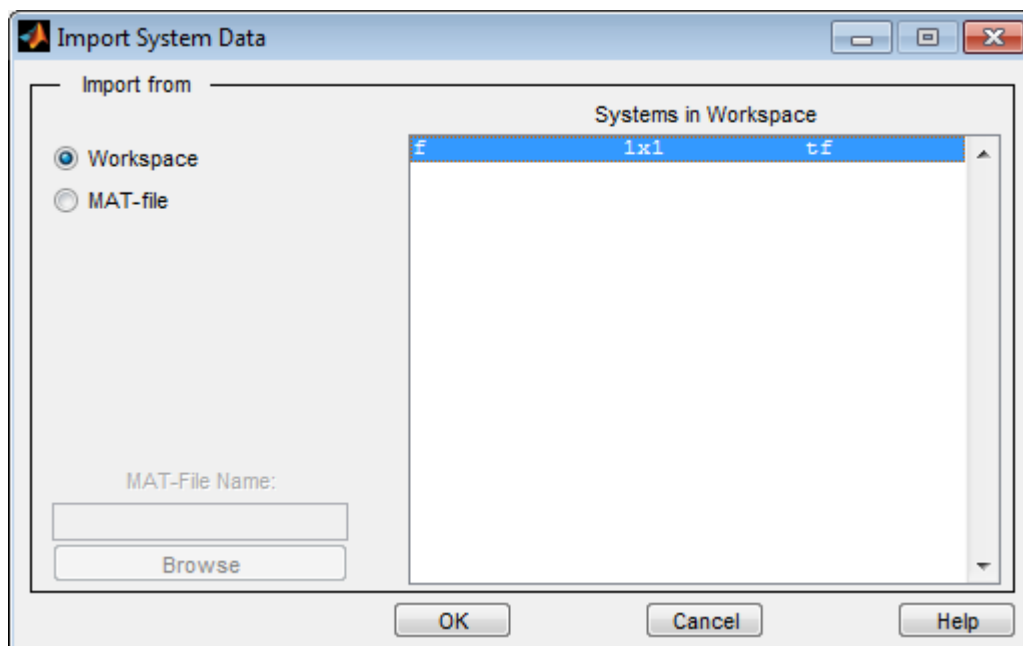 Import System Data
Import from
Systems in Workspace
f 1x1 tf
Workspace
MAT-file
MAT-File Name:
Browse
OK Cancel Help